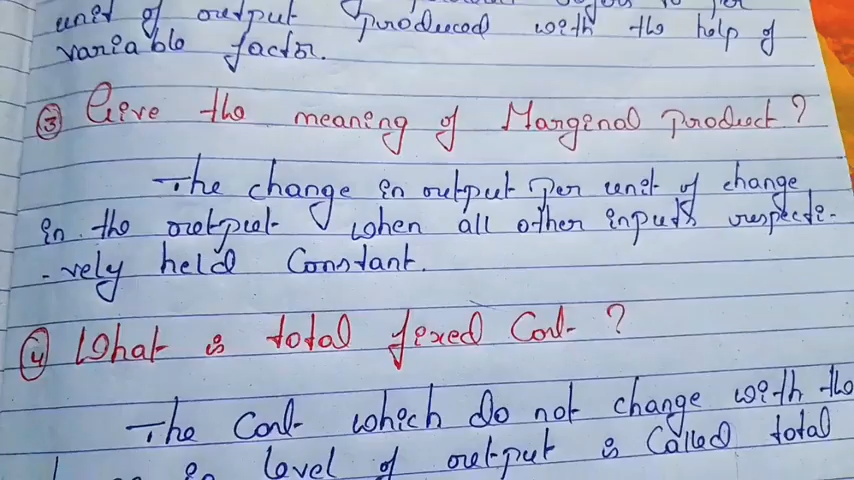 unit of output produced with the help of
variable factor.
③ Give the meaning of Marginal Product?
The change in output per unit of change
in the output when all other inputs respecti-
-vely held Constant.
④ What is total fixed Cost ?
The Cost which do not change with the
in level of output is Called total